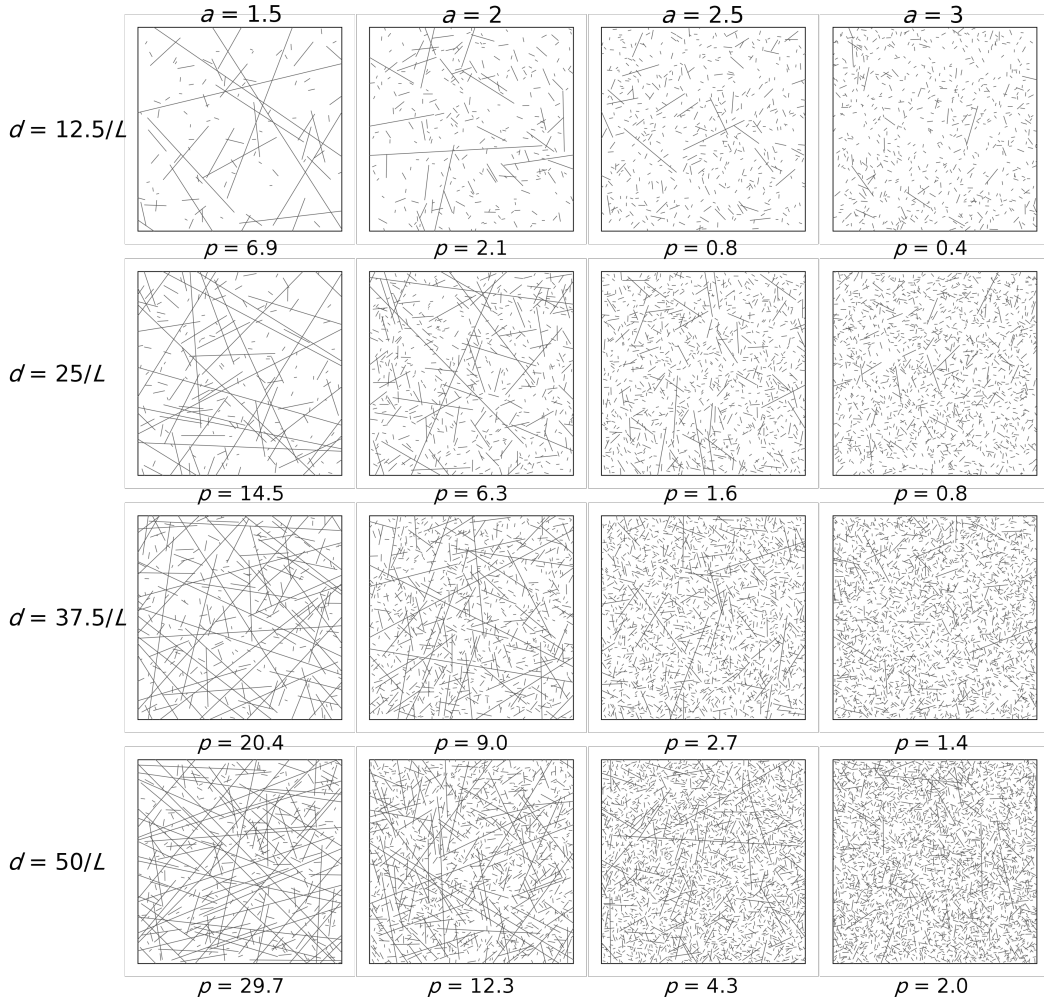 a = 1.5 a = 2 a = 2.5 a = 3
d = 12.5/L
p = 6.9 p = 2.1 p = 0.8 p = 0.4
d = 25/L
p = 14.5 p = 6.3 p = 1.6 p = 0.8
d = 37.5/L
p = 20.4 p = 9.0 p = 2.7 p = 1.4
d = 50/L
p = 29.7 p = 12.3 p = 4.3 p = 2.0